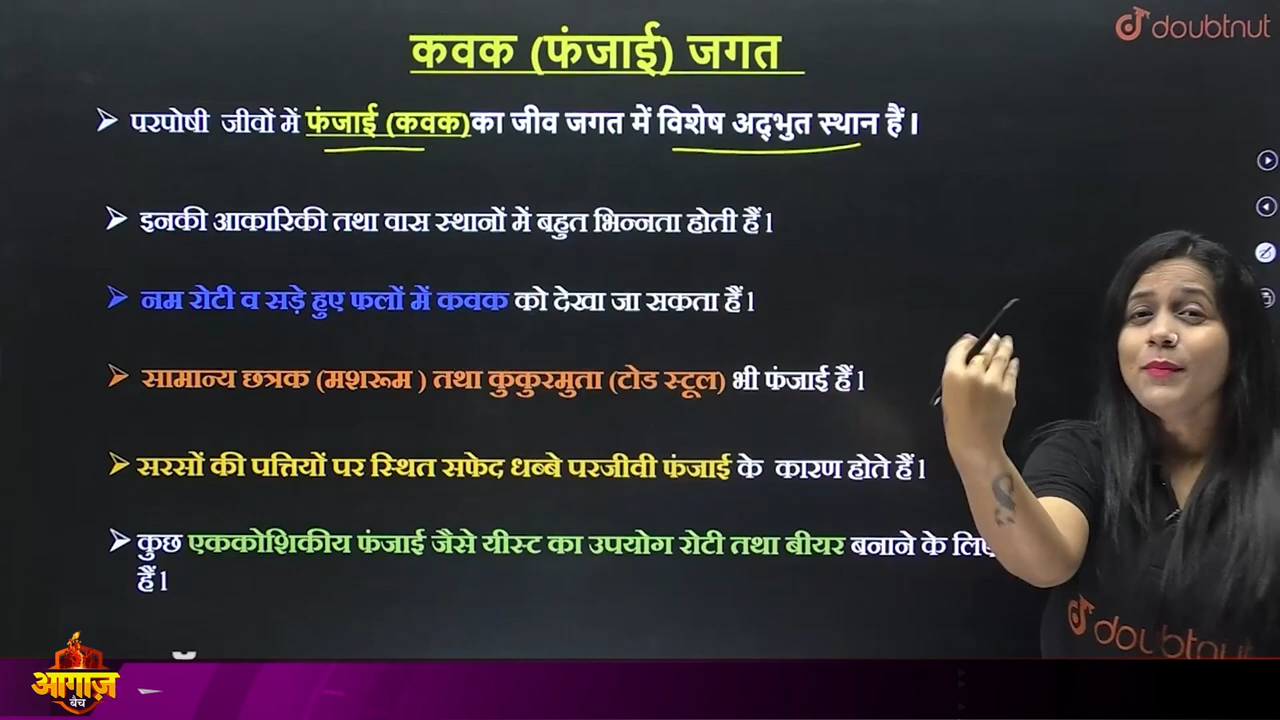 doubtnut
कवक (फंजाई) जगत
परपोषी जीवों में फंजाई (कवक)का जीव जगत में विशेष अद्भुत स्थान हैं।
इनकी आकारिकी तथा वास स्थानों में बहुत भिन्नता होती हैं।
नम रोटी व सड़े हुए फलों में कवक को देखा जा सकता हैं।
सामान्य छत्रक (मशरूम ) तथा कुकुरमुता (टोड स्टूल) भी फंजाई हैं।
सरसों की पत्तियों पर स्थित सफेद धब्बे परजीवी फंजाई के कारण होते हैं।
कुछ एककोशिकीय फंजाई जैसे यीस्ट का उपयोग रोटी तथा बीयर बनाने के
हैं।
doubtnut
आगाज़
बैच